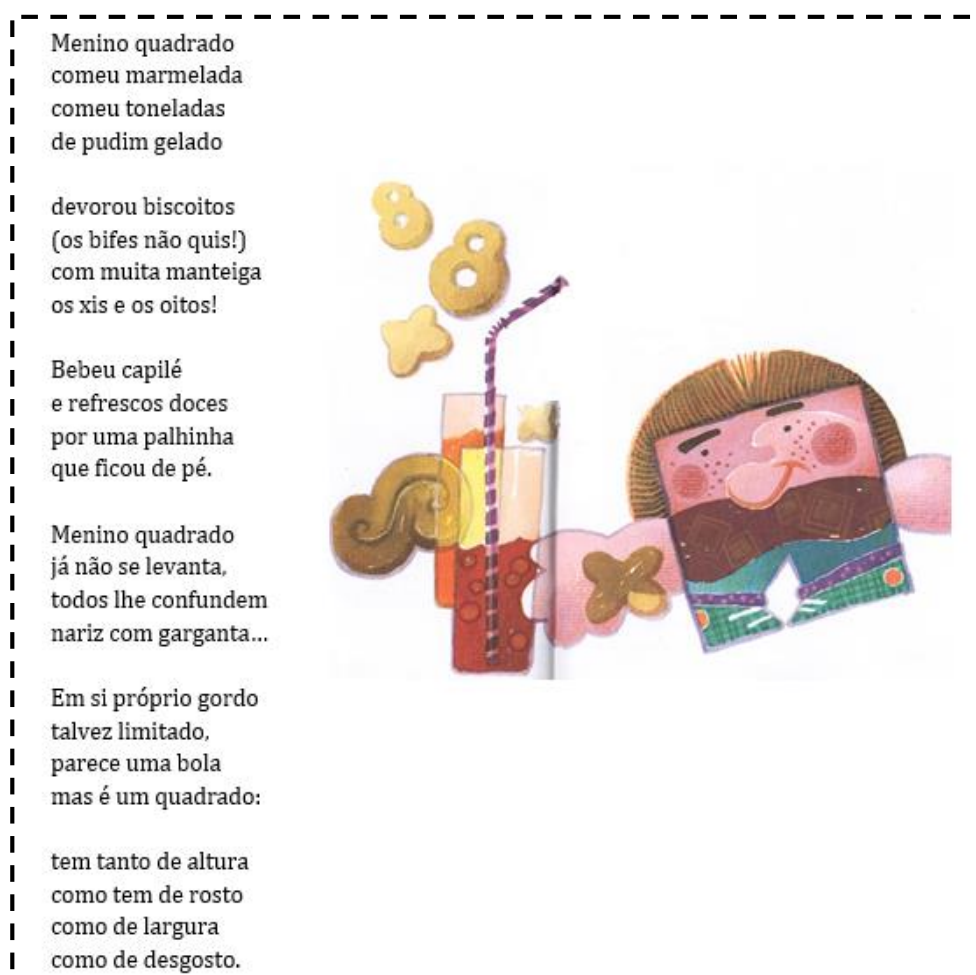 Menino quadrado
comeu marmelada
comeu toneladas
de pudim gelado
devorou biscoitos
(os bifes não quis!)
com muita manteiga
os xis e os oitos!
Bebeu capilé
e refrescos doces
por uma palhinha
que ficou de pé.
Menino quadrado
já não se levanta,
todos lhe confundem
nariz com garganta...
Em si próprio gordo
talvez limitado,
parece uma bola
mas é um quadrado:
tem tanto de altura
como tem de rosto
como de largura
como de desgosto.